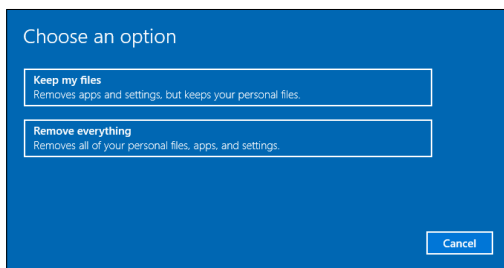 Choose an option
Keep my files
Removes apps and settings, but keeps your personal files.
Remove everything
Removes all of your personal files, apps, and settings.
Cancel